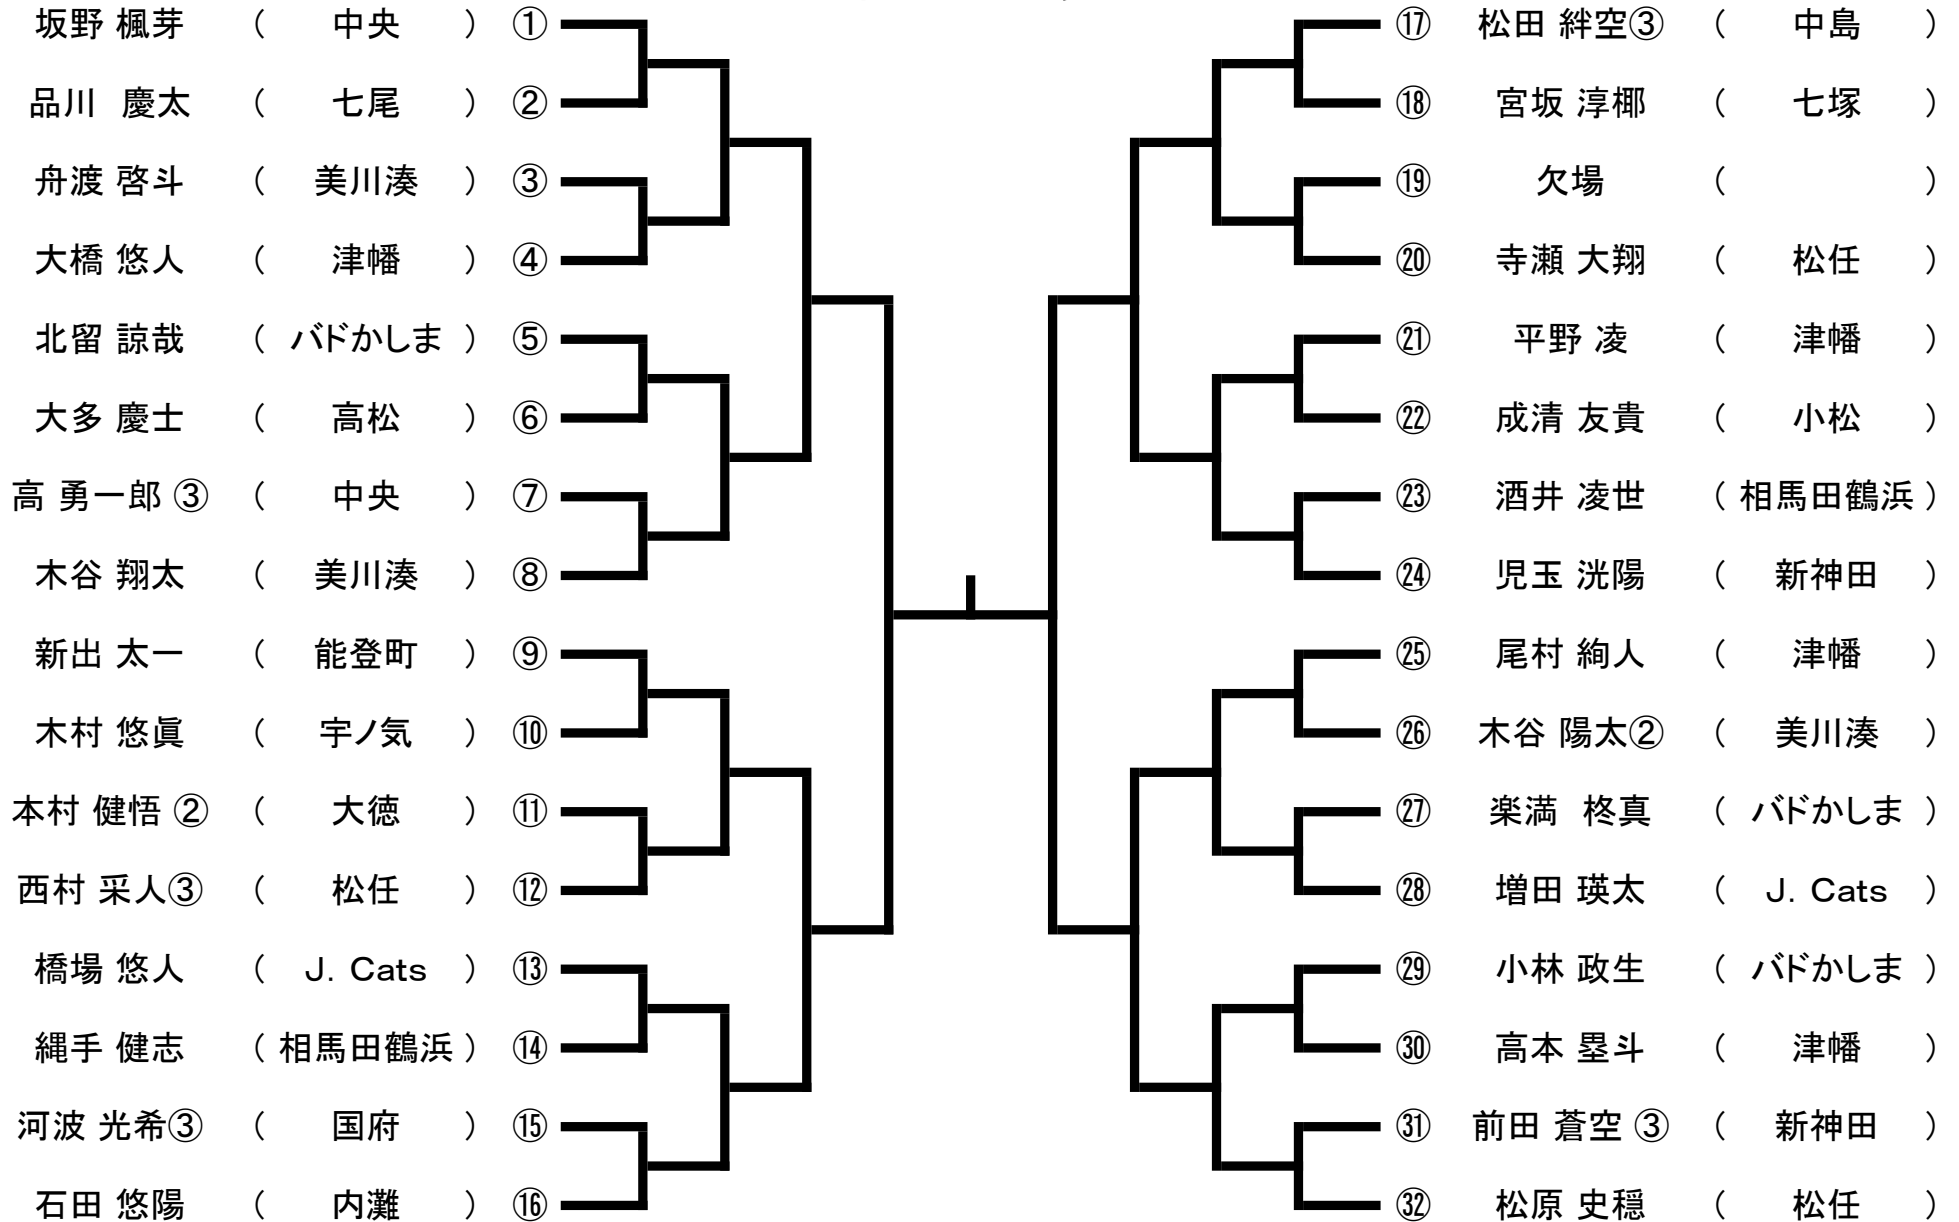 坂野 楓芽 ( 中央 ) ①
品川 慶太 ( 七尾 ) ②
舟渡 啓斗 ( 美川湊 ) ③
大橋 悠人 ( 津幡 ) ④
北留 諒哉 ( バドかしま ) ⑤
大多 慶士 ( 高松 ) ⑥
高 勇一郎 ③ ( 中央 ) ⑦
木谷 翔太 ( 美川湊 ) ⑧
新出 太一 ( 能登町 ) ⑨
木村 悠眞 ( 宇ノ気 ) ⑩
本村 健悟 ② ( 大徳 ) ⑪
西村 采人③ ( 松任 ) ⑫
橋場 悠人 ( J. Cats ) ⑬
縄手 健志 ( 相馬田鶴浜 ) ⑭
河波 光希③ ( 国府 ) ⑮
石田 悠陽 ( 内灘 ) ⑯
⑰ 松田 絆空③ ( 中島 )
⑱ 宮坂 淳梛 ( 七塚 )
⑲ 欠場 ( )
⑳ 寺瀬 大翔 ( 松任 )
㉑ 平野 凌 ( 津幡 )
㉒ 成清 友貴 ( 小松 )
㉓ 酒井 凌世 ( 相馬田鶴浜 )
㉔ 児玉 洸陽 ( 新神田 )
㉕ 尾村 絢人 ( 津幡 )
㉖ 木谷 陽太② ( 美川湊 )
㉗ 楽満 柊真 ( バドかしま )
㉘ 増田 瑛太 ( J. Cats )
㉙ 小林 政生 ( バドかしま )
㉚ 高本 塁斗 ( 津幡 )
㉛ 前田 蒼空 ③ ( 新神田 )
㉜ 松原 史穏 ( 松任 )